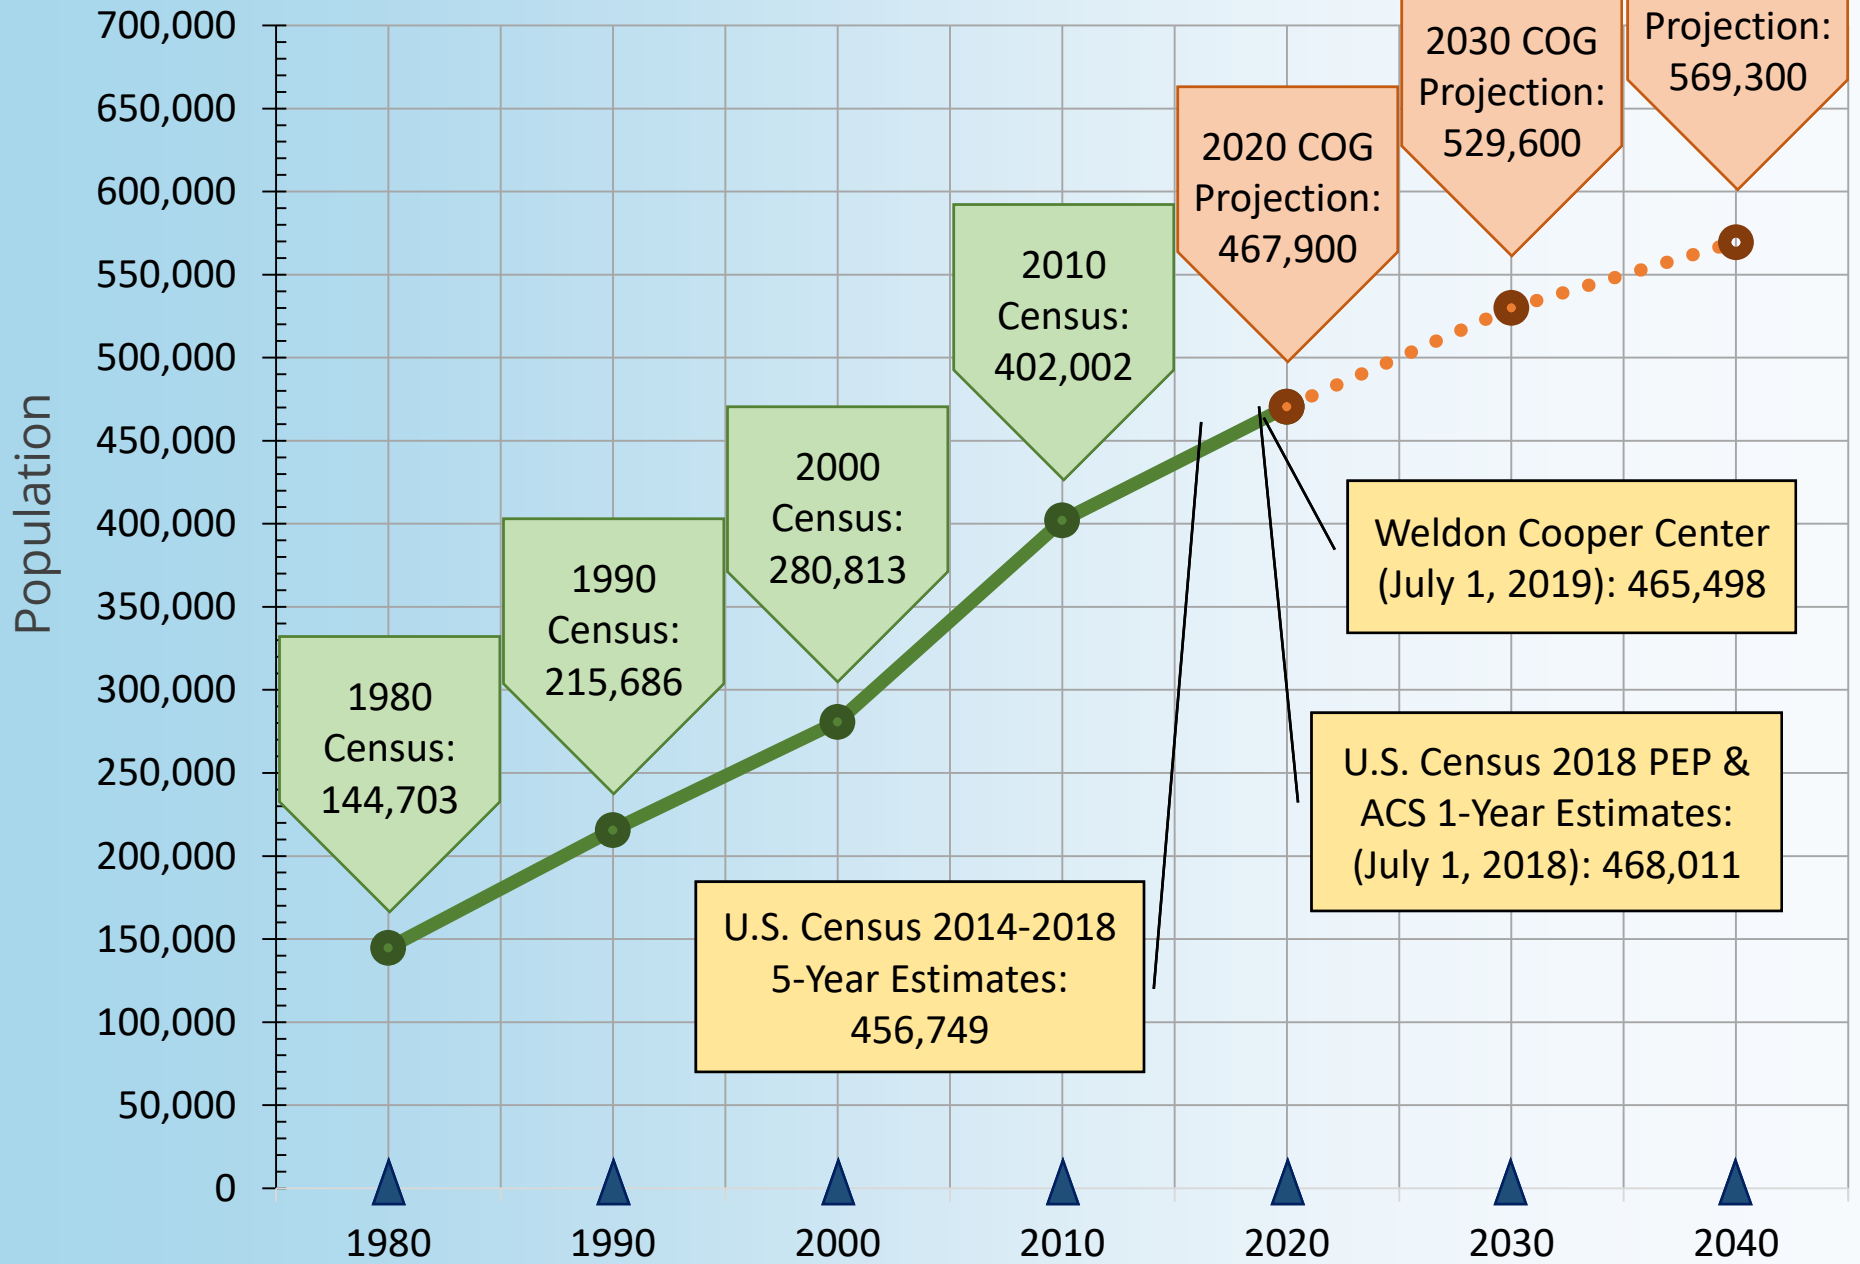 Population
700,000
650,000
600,000
550,000
500,000
450,000
400,000
350,000
300,000
250,000
200,000
150,000
100,000
50,000
0
1980
1990
2000
2010
2020
2030
2040
1980
Census:
144,703
1990
Census:
215,686
2000
Census:
280,813
2010
Census:
402,002
2020 COG
Projection:
467,900
2030 COG
Projection:
529,600
Projection:
569,300
Weldon Cooper Center
(July 1, 2019): 465,498
U.S. Census 2018 PEP &
ACS 1-Year Estimates:
(July 1, 2018): 468,011
U.S. Census 2014-2018
5-Year Estimates:
456,749